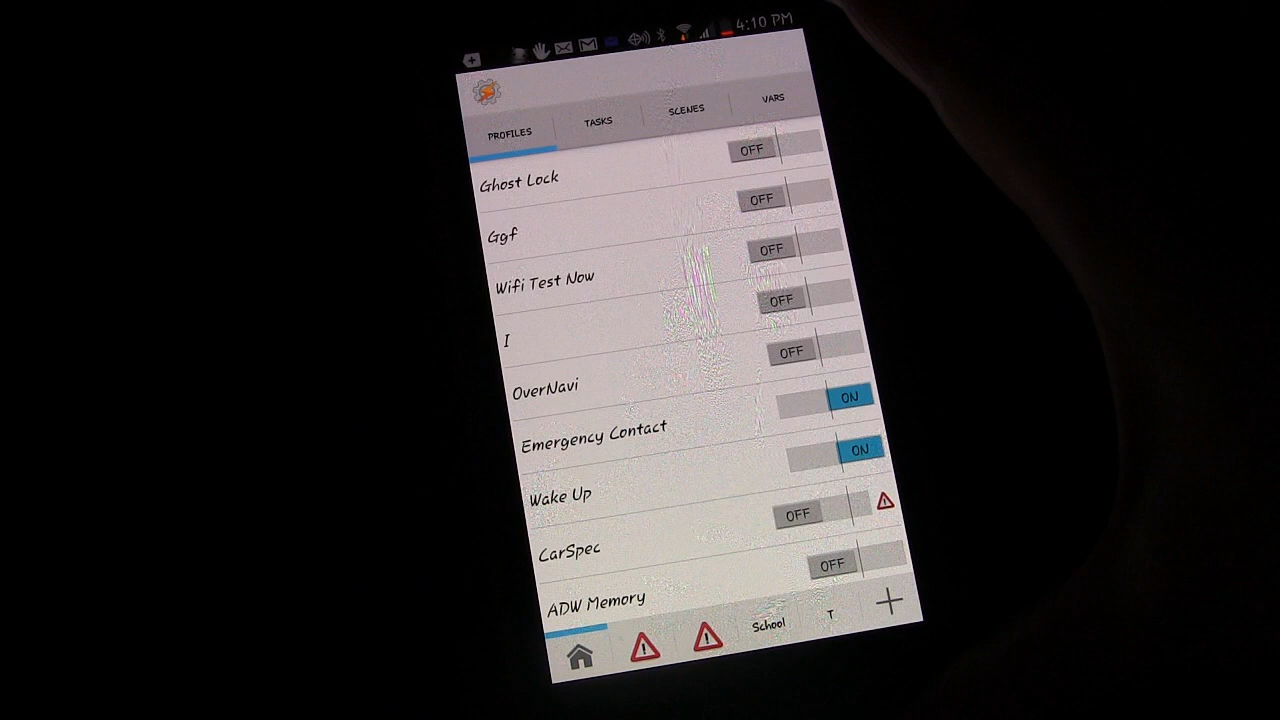 4:10 PM
PROFILES TASKS SCENES VARS
Ghost Lock OFF
Ggf OFF
Wifi Test Now OFF
I OFF
OverNavi OFF
Emergency Contact ON
Wake Up ON
CarSpec OFF
ADW Memory OFF
School T